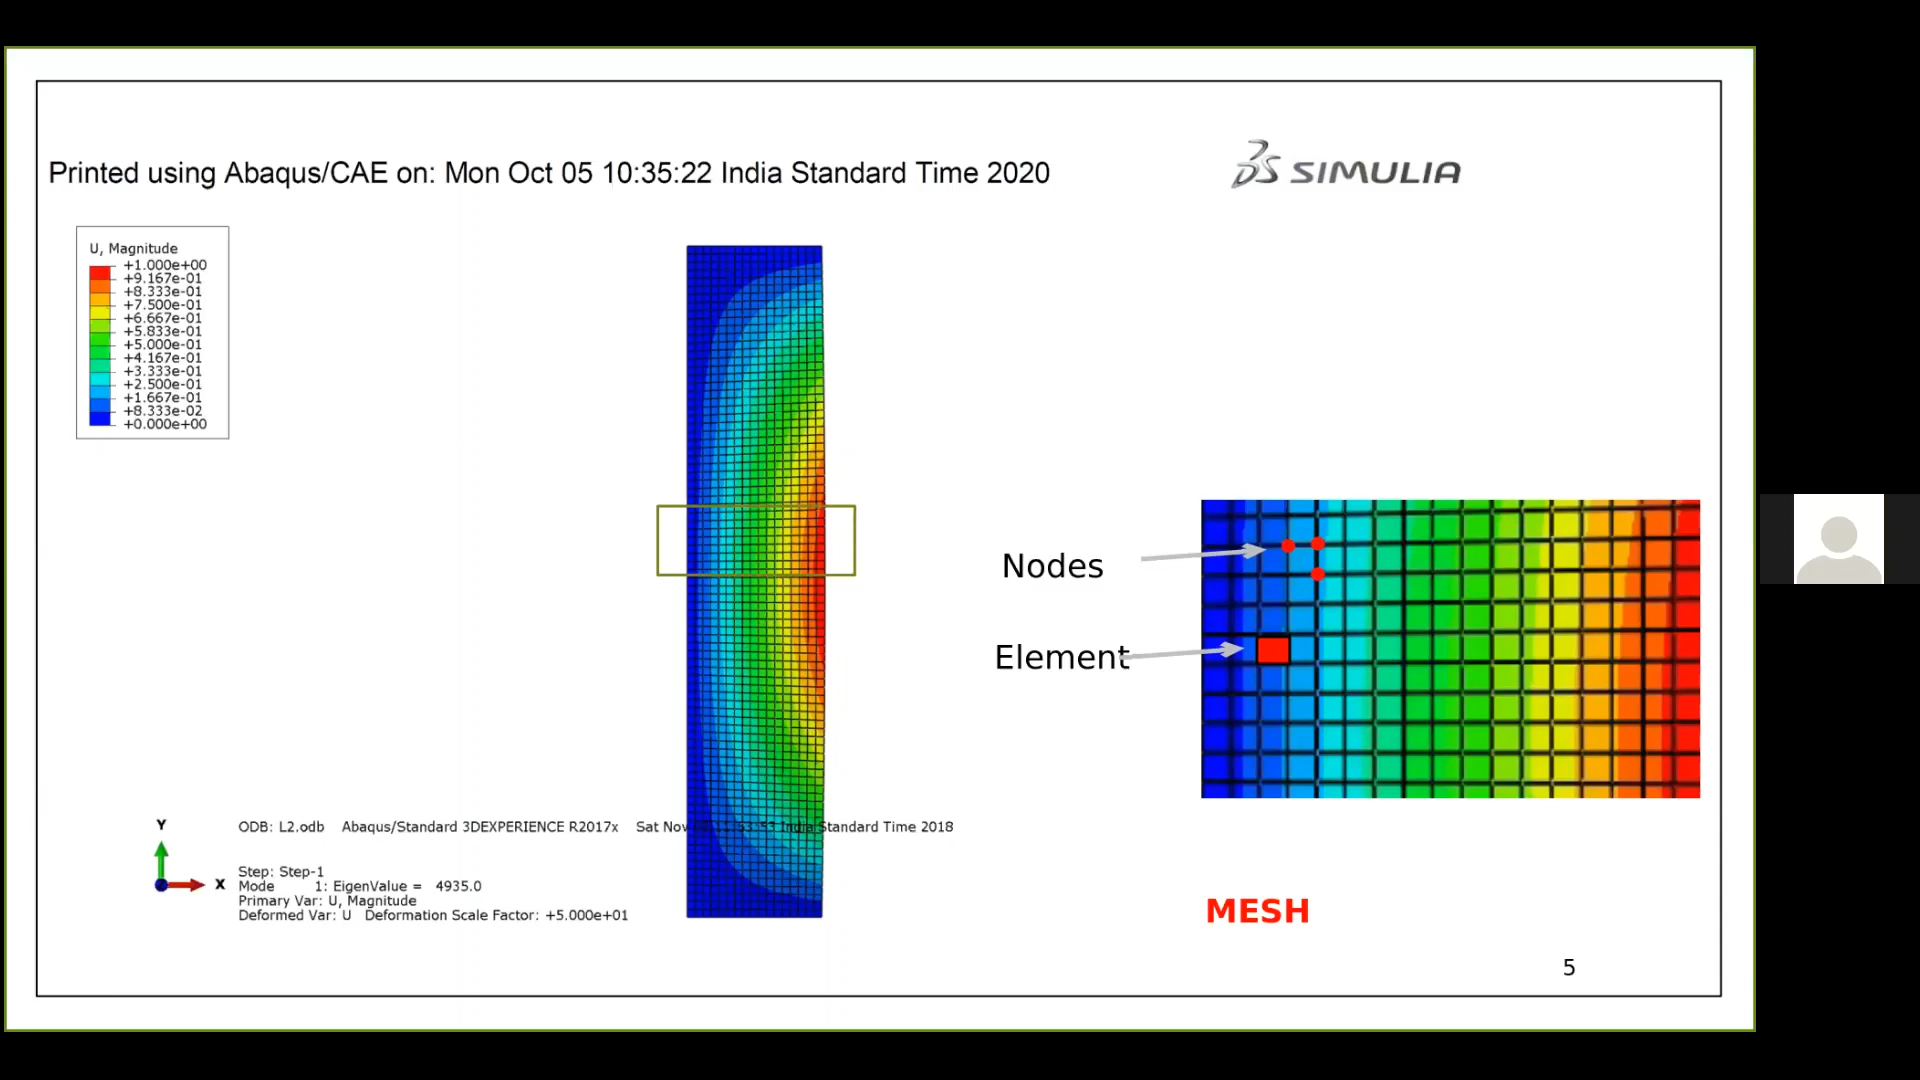 Printed using Abaqus/CAE on: Mon Oct 05 10:35:22 India Standard Time 2020
SIMULIA
U, Magnitude
+1.000e+00
+9.167e-01
+8.333e-01
+7.500e-01
+6.667e-01
+5.833e-01
+5.000e-01
+4.167e-01
+3.333e-01
+2.500e-01
+1.667e-01
+8.333e-02
+0.000e+00
Nodes
Element
Y
X
ODB: L2.odb Abaqus/Standard 3DEXPERIENCE R2017x Sat Nov India Standard Time 2018
Step: Step-1
Mode 1: EigenValue = 4935.0
Primary Var: U, Magnitude
Deformed Var: U Deformation Scale Factor: +5.000e+01
MESH
5